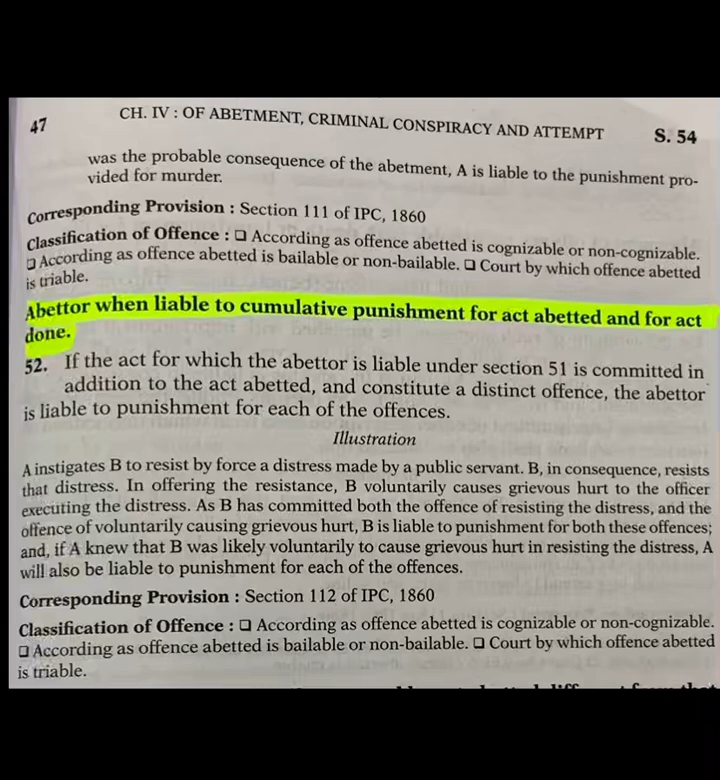 47 CH. IV : OF ABETMENT, CRIMINAL CONSPIRACY AND ATTEMPT S. 54
was the probable consequence of the abetment, A is liable to the punishment pro-
vided for murder.
Corresponding Provision : Section 111 of IPC, 1860
Classification of Offence : ❑ According as offence abetted is cognizable or non-cognizable.
❑ According as offence abetted is bailable or non-bailable. ❑ Court by which offence abetted
is triable.
Abettor when liable to cumulative punishment for act abetted and for act
done.
52. If the act for which the abettor is liable under section 51 is committed in
addition to the act abetted, and constitute a distinct offence, the abettor
is liable to punishment for each of the offences.
Illustration
A instigates B to resist by force a distress made by a public servant. B, in consequence, resists
that distress. In offering the resistance, B voluntarily causes grievous hurt to the officer
executing the distress. As B has committed both the offence of resisting the distress, and the
offence of voluntarily causing grievous hurt, B is liable to punishment for both these offences;
and, if A knew that B was likely voluntarily to cause grievous hurt in resisting the distress, A
will also be liable to punishment for each of the offences.
Corresponding Provision : Section 112 of IPC, 1860
Classification of Offence : ❑ According as offence abetted is cognizable or non-cognizable.
❑ According as offence abetted is bailable or non-bailable. ❑ Court by which offence abetted
is triable.